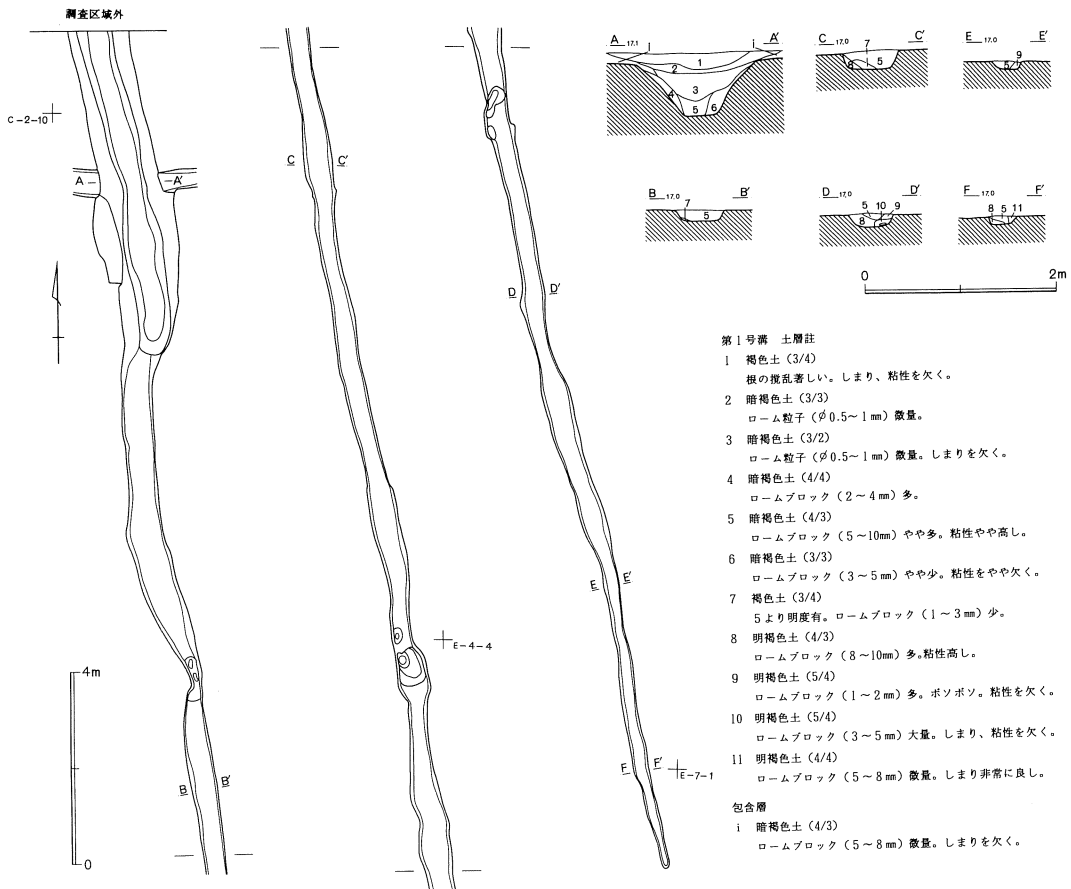 調査区域外
C-2-10
A
A′
B
B′
4m
0
C
C′
E-4-4
D
D′
E
E′
F
F′
E-7-1
A 17.1 A′
i i
1
2
3
4
5 6
C 17.0 C′
7
8 5
E 17.0 E′
9
5
B 17.0 B′
7
5
D 17.0 D′
5 10 9
8
F 17.0 F′
8 5 11
0 2m
第1号溝 土層註
1 褐色土(3/4)
根の撹乱著しい。しまり、粘性を欠く。
2 暗褐色土(3/3)
ローム粒子(∅0.5〜1㎜)微量。
3 暗褐色土(3/2)
ローム粒子(∅0.5〜1㎜)微量。しまりを欠く。
4 暗褐色土(4/4)
ロームブロック(2〜4㎜)多。
5 暗褐色土(4/3)
ロームブロック(5〜10㎜)やや多。粘性やや高し。
6 暗褐色土(3/3)
ロームブロック(3〜5㎜)やや少。粘性をやや欠く。
7 褐色土(3/4)
5より明度有。ロームブロック(1〜3㎜)少。
8 明褐色土(4/3)
ロームブロック(8〜10㎜)多。粘性高し。
9 明褐色土(5/4)
ロームブロック(1〜2㎜)多。ボソボソ。粘性を欠く。
10 明褐色土(5/4)
ロームブロック(3〜5㎜)大量。しまり、粘性を欠く。
11 明褐色土(4/4)
ロームブロック(5〜8㎜)微量。しまり非常に良し。
包含層
i 暗褐色土(4/3)
ロームブロック(5〜8㎜)微量。しまりを欠く。